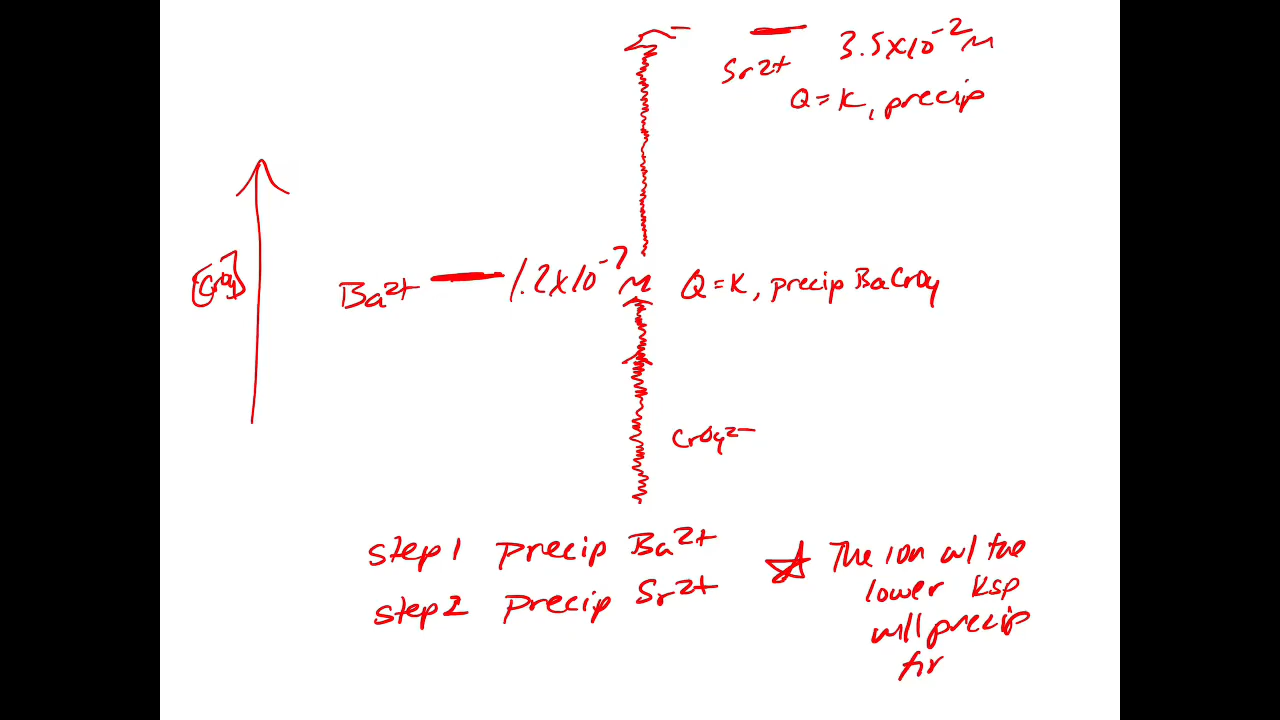 Sr2+ 3.5x10-2 M
Q=K, precip
[CrO4]
Ba2+ 1.2x10-7 M Q=K, precip BaCrO4
CrO4 2-
Step 1 precip Ba2+
Step 2 precip Sr2+
☆ The ion w/ the
lower Ksp
will precip
fir